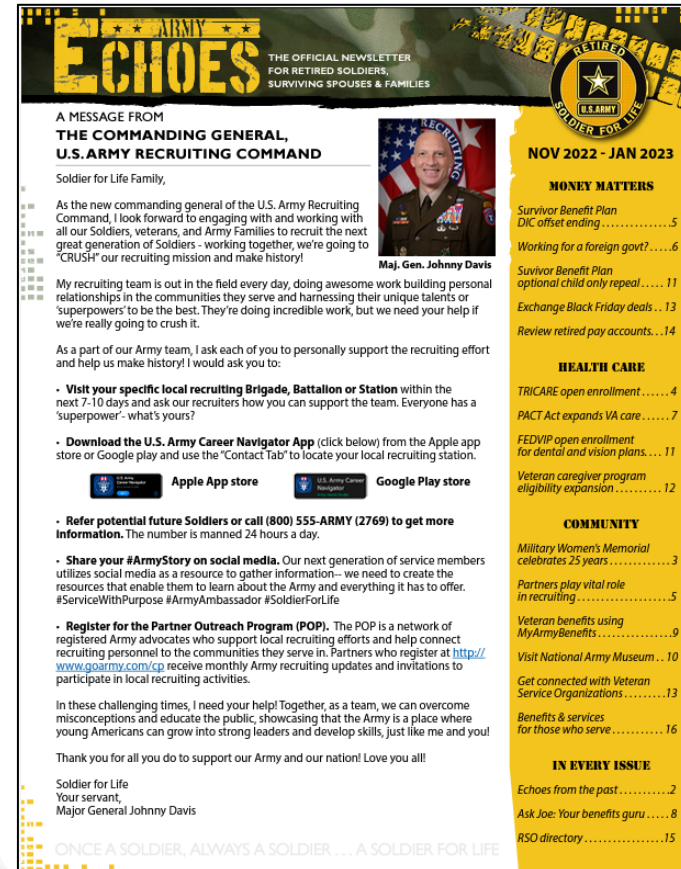 ARMY
ECHOES
THE OFFICIAL NEWSLETTER
FOR RETIRED SOLDIERS,
SURVIVING SPOUSES & FAMILIES
RETIRED
U.S.ARMY
SOLDIER FOR LIFE
A MESSAGE FROM
THE COMMANDING GENERAL,
U.S. ARMY RECRUITING COMMAND
Soldier for Life Family,
As the new commanding general of the U.S. Army Recruiting
Command, I look forward to engaging with and working with
all our Soldiers, veterans, and Army Families to recruit the next
great generation of Soldiers - working together, we're going to
"CRUSH" our recruiting mission and make history!
RECRUITING
Maj. Gen. Johnny Davis
My recruiting team is out in the field every day, doing awesome work building personal
relationships in the communities they serve and harnessing their unique talents or
'superpowers' to be the best. They're doing incredible work, but we need your help if
we're really going to crush it.
As a part of our Army team, I ask each of you to personally support the recruiting effort
and help us make history! I would ask you to:
• Visit your specific local recruiting Brigade, Battalion or Station within the
next 7-10 days and ask our recruiters how you can support the team. Everyone has a
'superpower'- what's yours?
• Download the U.S. Army Career Navigator App (click below) from the Apple app
store or Google play and use the "Contact Tab" to locate your local recruiting station.
U.S. Army Career
Navigator
Apple App store
U.S. Army Career
Navigator
Google Play store
• Refer potential future Soldiers or call (800) 555-ARMY (2769) to get more
information. The number is manned 24 hours a day.
• Share your #ArmyStory on social media. Our next generation of service members
utilizes social media as a resource to gather information-- we need to create the
resources that enable them to learn about the Army and everything it has to offer.
#ServiceWithPurpose #ArmyAmbassador #SoldierForLife
• Register for the Partner Outreach Program (POP). The POP is a network of
registered Army advocates who support local recruiting efforts and help connect
recruiting personnel to the communities they serve in. Partners who register at http://
www.goarmy.com/cp receive monthly Army recruiting updates and invitations to
participate in local recruiting activities.
In these challenging times, I need your help! Together, as a team, we can overcome
misconceptions and educate the public, showcasing that the Army is a place where
young Americans can grow into strong leaders and develop skills, just like me and you!
Thank you for all you do to support our Army and our nation! Love you all!
Soldier for Life
Your servant,
Major General Johnny Davis
ONCE A SOLDIER, ALWAYS A SOLDIER . . . A SOLDIER FOR LIFE
NOV 2022 - JAN 2023
MONEY MATTERS
Survivor Benefit Plan
DIC offset ending . . . . . . . . . . . . . .5
Working for a foreign govt? . . . . .6
Suvivor Benefit Plan
optional child only repeal . . . . . 11
Exchange Black Friday deals . . 13
Review retired pay accounts. . .14
HEALTH CARE
TRICARE open enrollment . . . . . . 4
PACT Act expands VA care . . . . . . 7
FEDVIP open enrollment
for dental and vision plans. . . . 11
Veteran caregiver program
eligibility expansion . . . . . . . . . . 12
COMMUNITY
Military Women's Memorial
celebrates 25 years . . . . . . . . . . . . 3
Partners play vital role
in recruiting . . . . . . . . . . . . . . . . . . .5
Veteran benefits using
MyArmyBenefits. . . . . . . . . . . . . . .9
Visit National Army Museum . . 10
Get connected with Veteran
Service Organizations . . . . . . . . .13
Benefits & services
for those who serve . . . . . . . . . . . 16
IN EVERY ISSUE
Echoes from the past . . . . . . . . . . .2
Ask Joe: Your benefits guru . . . . . 8
RSO directory . . . . . . . . . . . . . . . . .15